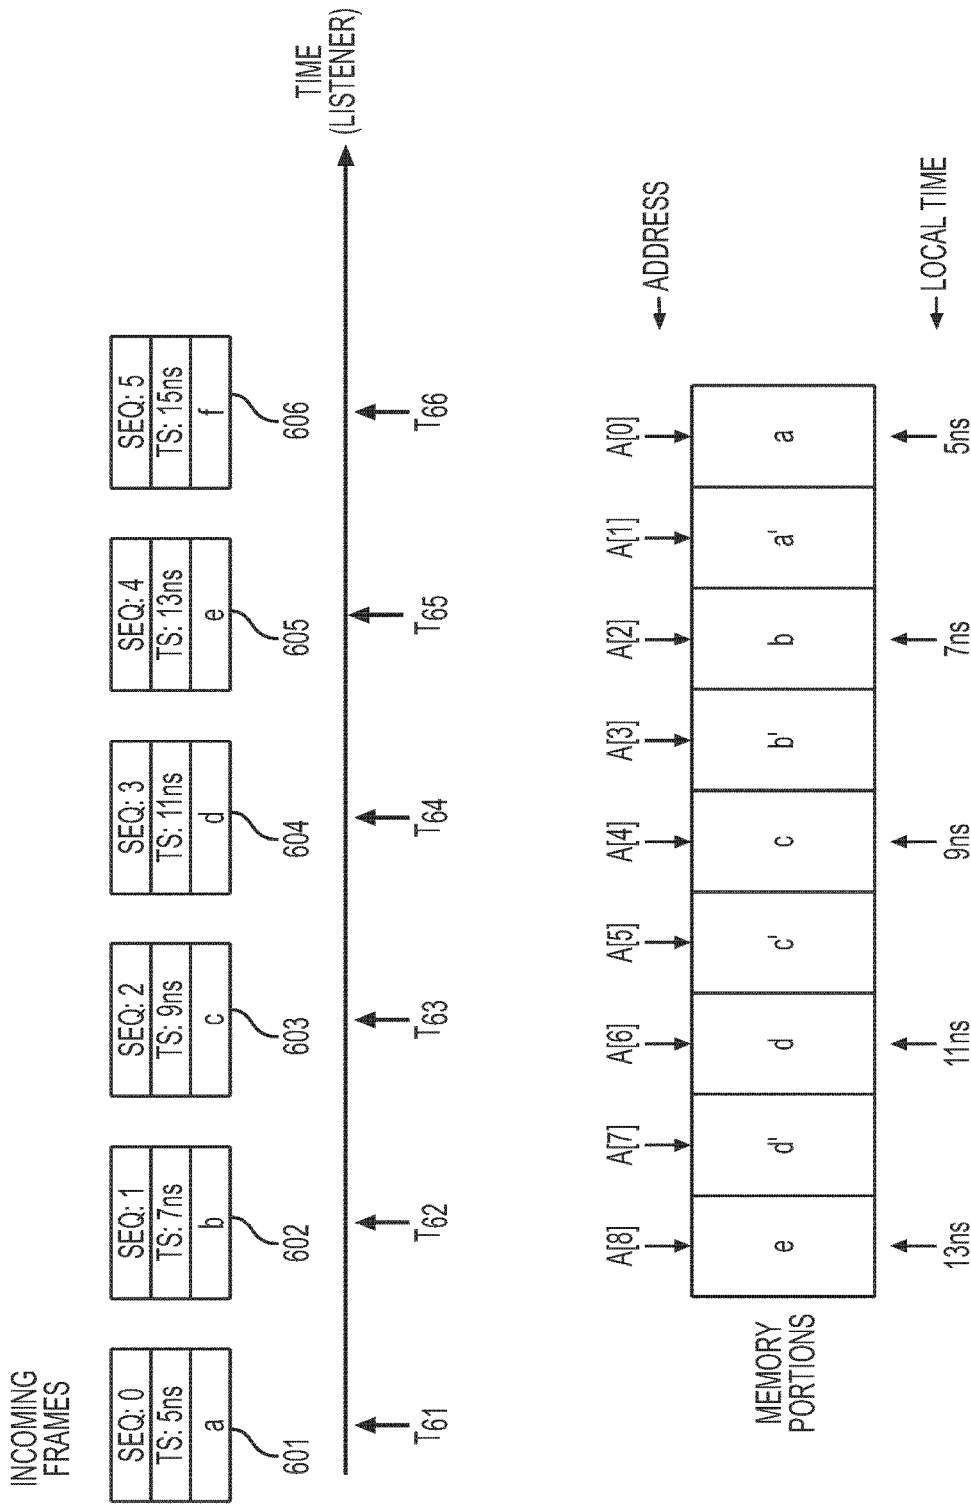 INCOMING
FRAMES
SEQ: 0
TS: 5ns
a
601
SEQ: 1
TS: 7ns
b
602
SEQ: 2
TS: 9ns
c
603
SEQ: 3
TS: 11ns
d
604
SEQ: 4
TS: 13ns
e
605
SEQ: 5
TS: 15ns
f
606
TIME
(LISTENER)
T61
T62
T63
T64
T65
T66
A[8]
A[7]
A[6]
A[5]
A[4]
A[3]
A[2]
A[1]
A[0]
ADDRESS
MEMORY
PORTIONS
e
d'
d
c'
c
b'
b
a'
a
13ns
11ns
9ns
7ns
5ns
LOCAL TIME